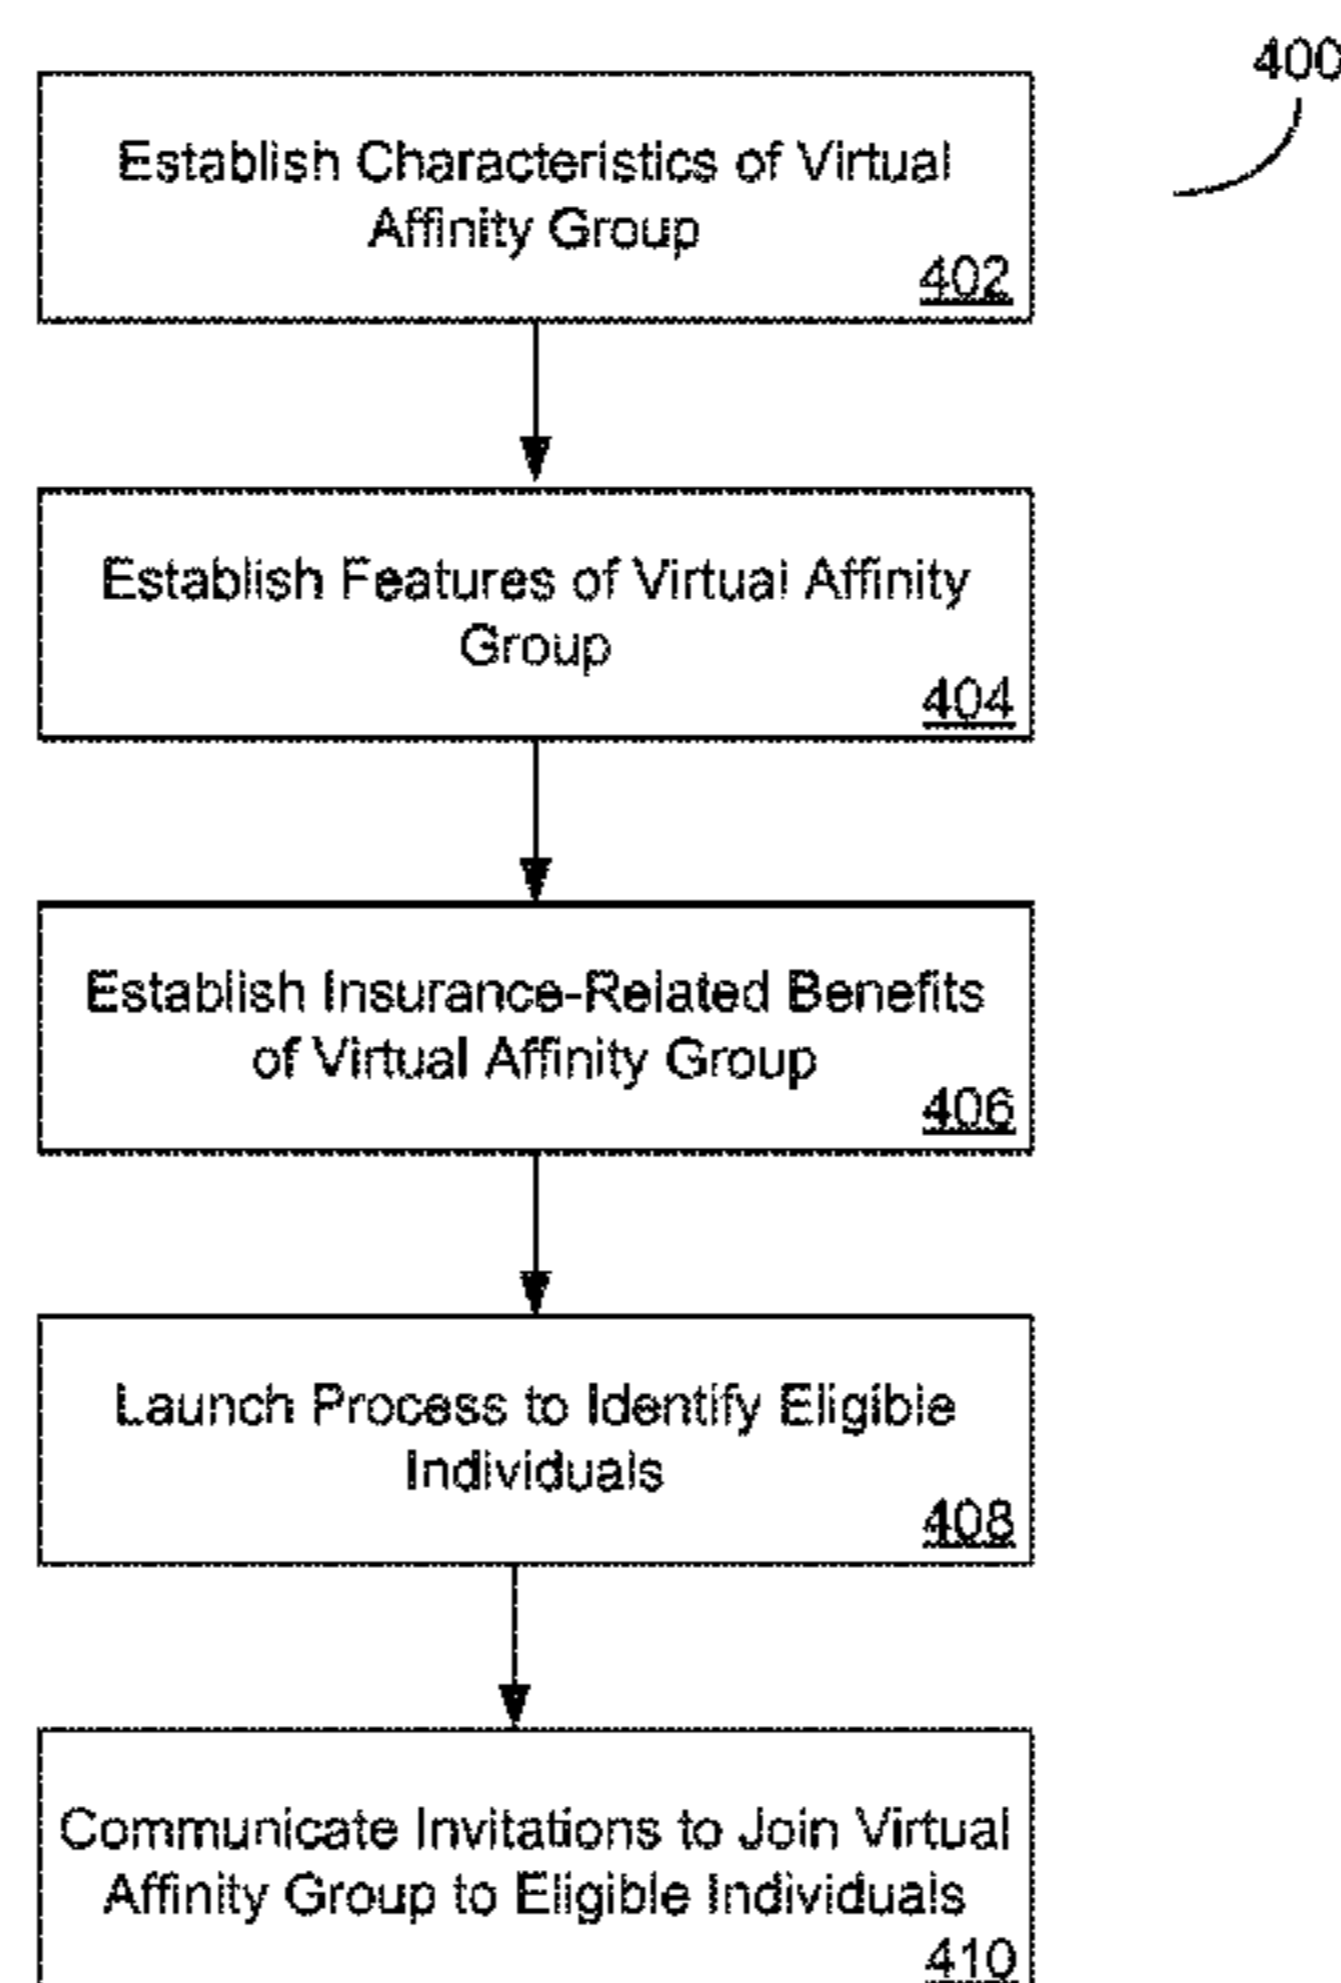 400
Establish Characteristics of Virtual
Affinity Group
402
Establish Features of Virtual Affinity
Group
404
Establish Insurance-Related Benefits
of Virtual Affinity Group
406
Launch Process to Identify Eligible
Individuals
408
Communicate Invitations to Join Virtual
Affinity Group to Eligible Individuals
410